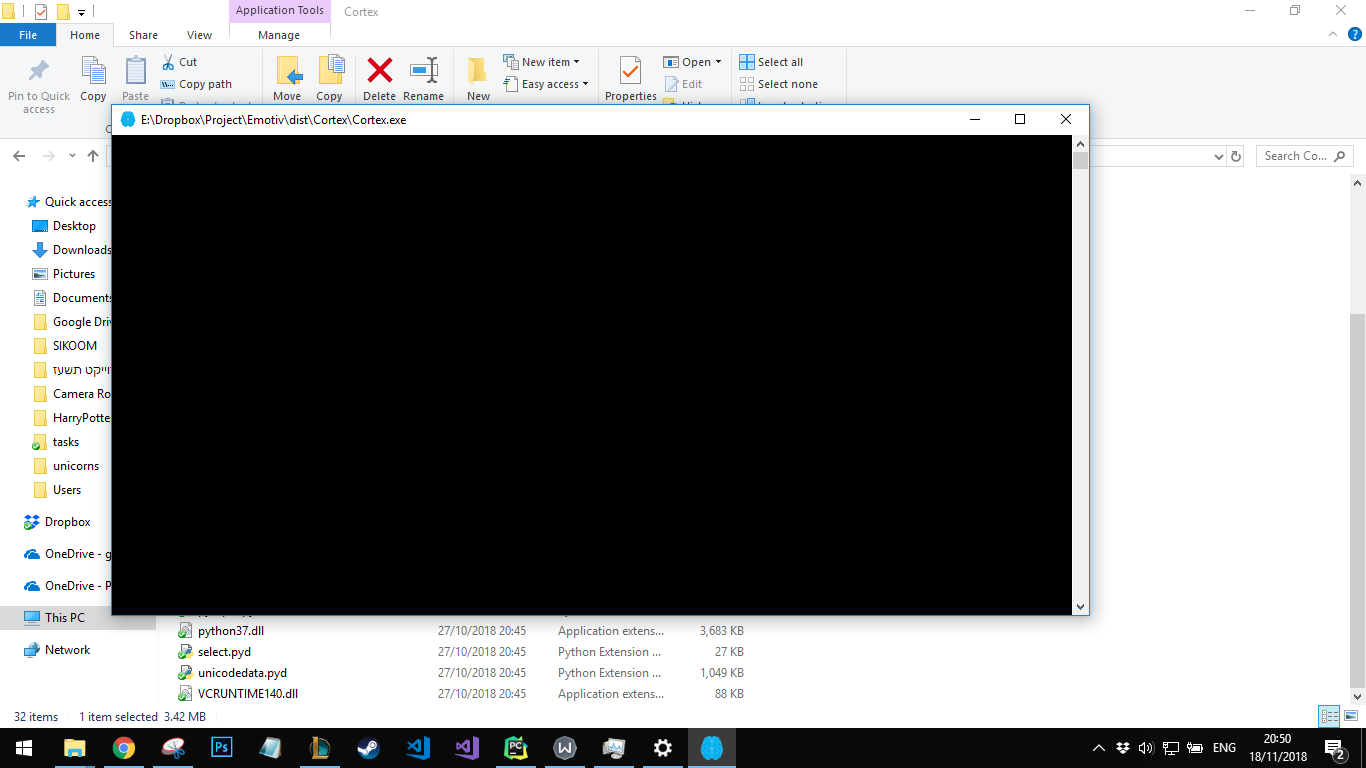 Application Tools
Cortex
File
Home
Share
View
Manage
Pin to Quick access
Copy
Paste
Cut
Copy path
Move
Copy
Delete
Rename
New
New item
Easy access
Properties
Open
Edit
Select all
Select none
E:\Dropbox\Project\Emotiv\dist\Cortex\Cortex.exe
Search Co...
Quick access
Desktop
Downloads
Pictures
Documents
Google Driv
SIKOOM
וייקט תשעז
Camera Ro
HarryPotte
tasks
unicorns
Users
Dropbox
OneDrive - g
OneDrive - P
This PC
Network
python37.dll 27/10/2018 20:45 Application extens... 3,683 KB
select.pyd 27/10/2018 20:45 Python Extension ... 27 KB
unicodedata.pyd 27/10/2018 20:45 Python Extension ... 1,049 KB
VCRUNTIME140.dll 27/10/2018 20:45 Application extens... 88 KB
32 items 1 item selected 3.42 MB
Ps
PC
W
ENG
20:50
18/11/2018
2